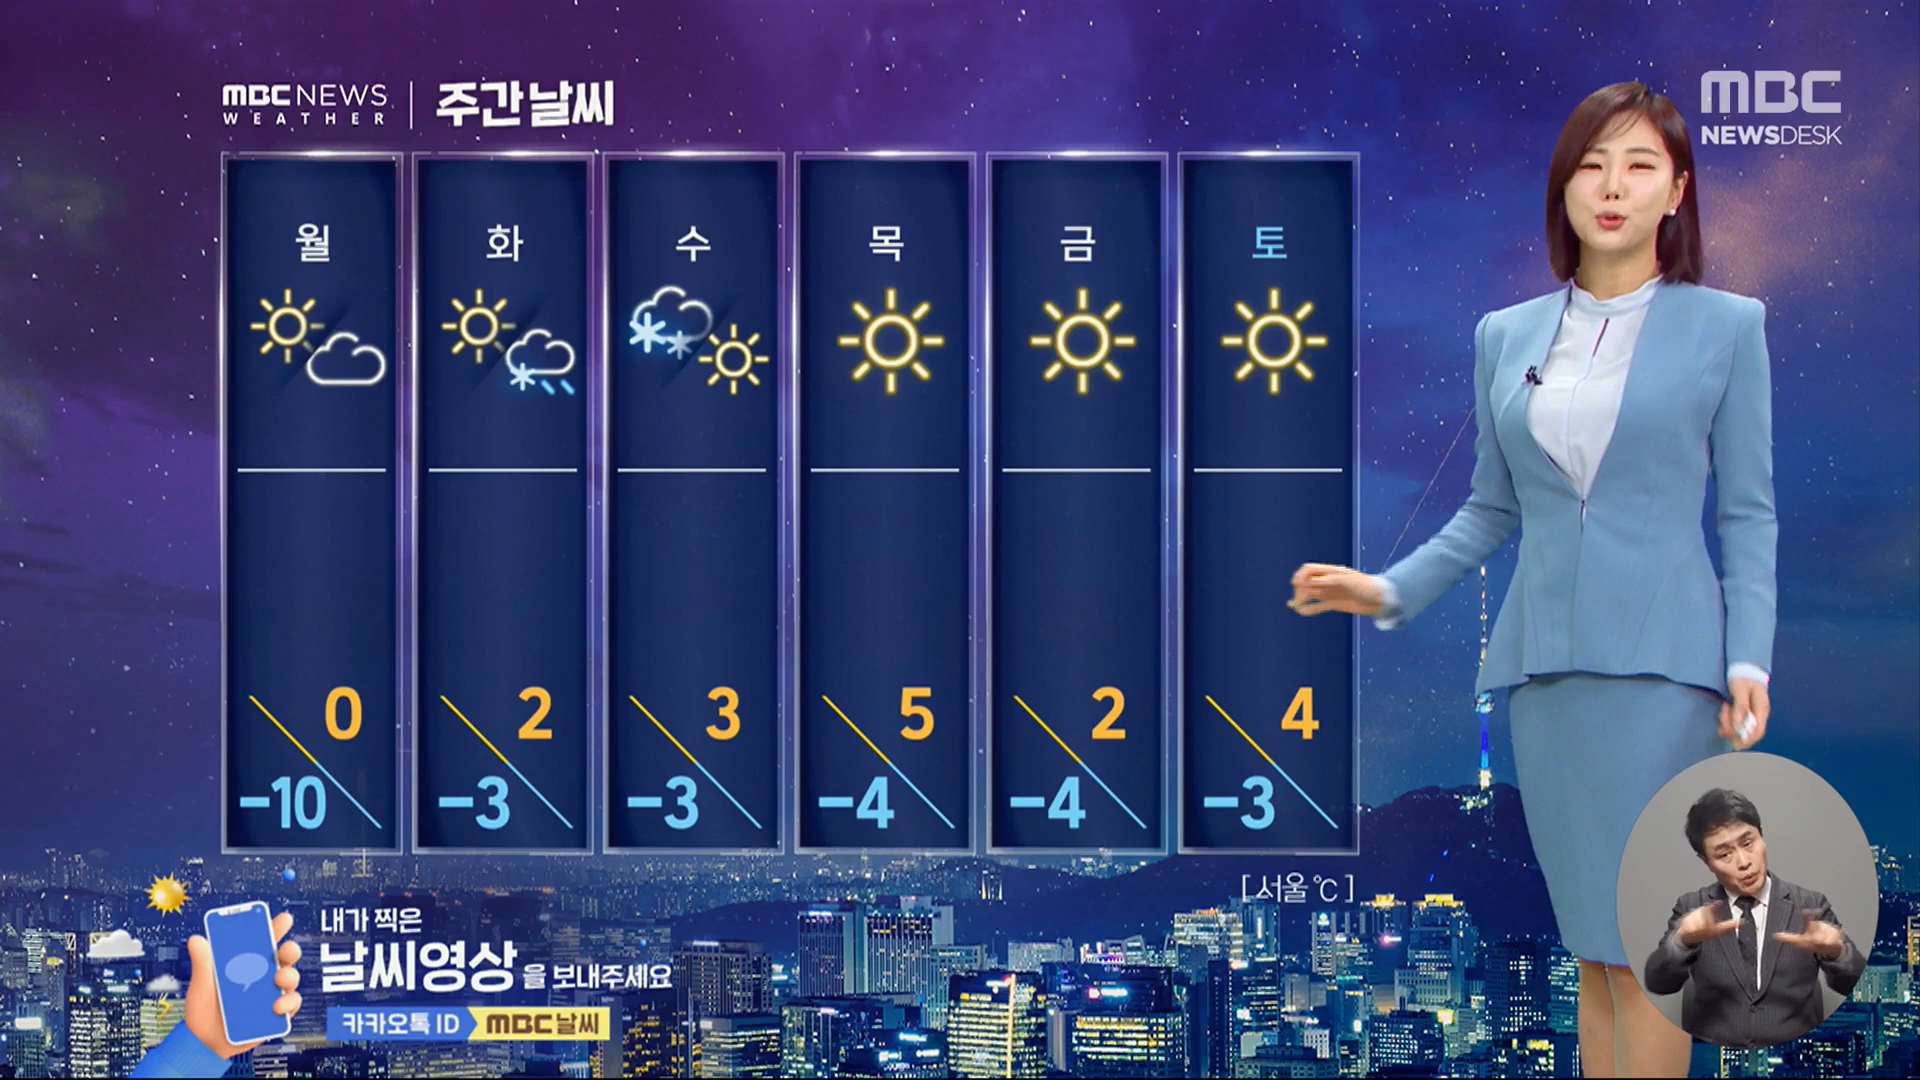 MBC NEWS WEATHER | 주간날씨
MBC NEWSDESK
월 화 수 목 금 토
0 2 3 5 2 4
-10 -3 -3 -4 -4 -3
[서울 ℃]
내가 찍은
날씨영상을 보내주세요
카카오톡 ID MBC날씨